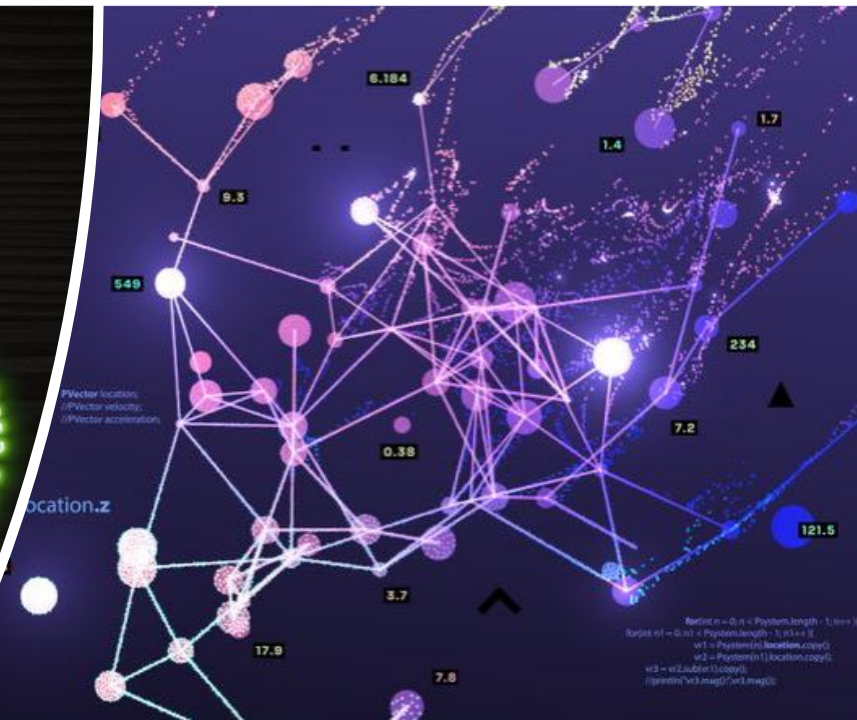 6.184
1.7
1.4
9.3
549
234
PVector location;
//PVector velocity;
//PVector acceleration;
7.2
0.38
ocation.z
121.5
3.7
for(int n = 0; n < Psystem.length - 1; n++ ){
for(int n1 = 0; n1 < Psystem.length - 1; n1++ ){
vr1 = Psystem(n).location.copy();
vr2 = Psystem(n1).location.copy();
vr3 = vr2.sub(vr1).copy();
//println("vr3.mag()",vr3.mag();
17.9
7.8